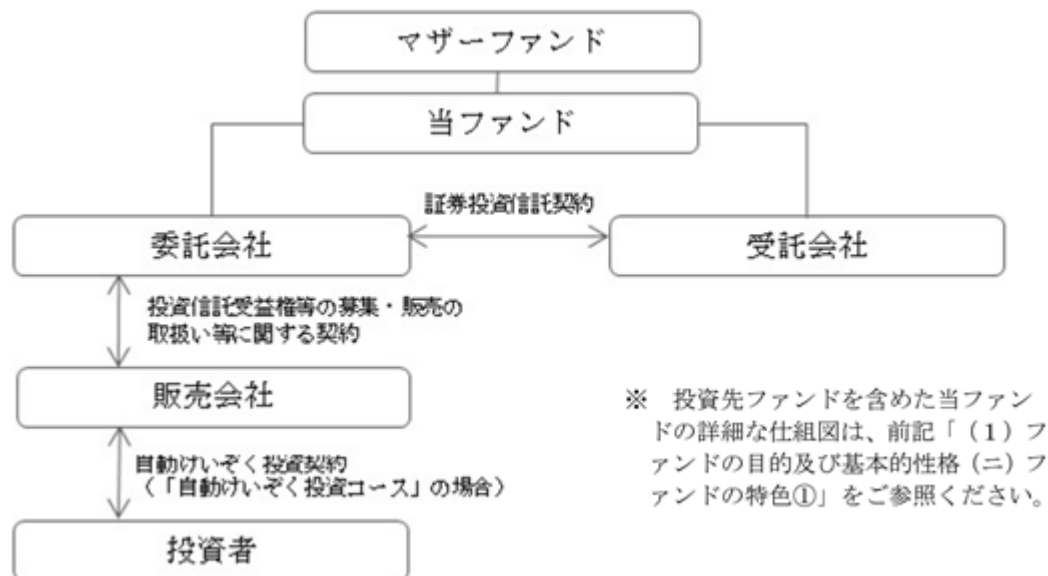 マザーファンド
当ファンド
証券投資信託契約
委託会社
受託会社
投資信託受益権等の募集・販売の
取扱い等に関する契約
販売会社
自動けいぞく投資契約
(「自動けいぞく投資コース」の場合)
投資者
※ 投資先ファンドを含めた当ファン
ドの詳細な仕組図は、前記「(1)フ
ァンドの目的及び基本的性格(ニ)フ
ァンドの特色①」をご参照ください。